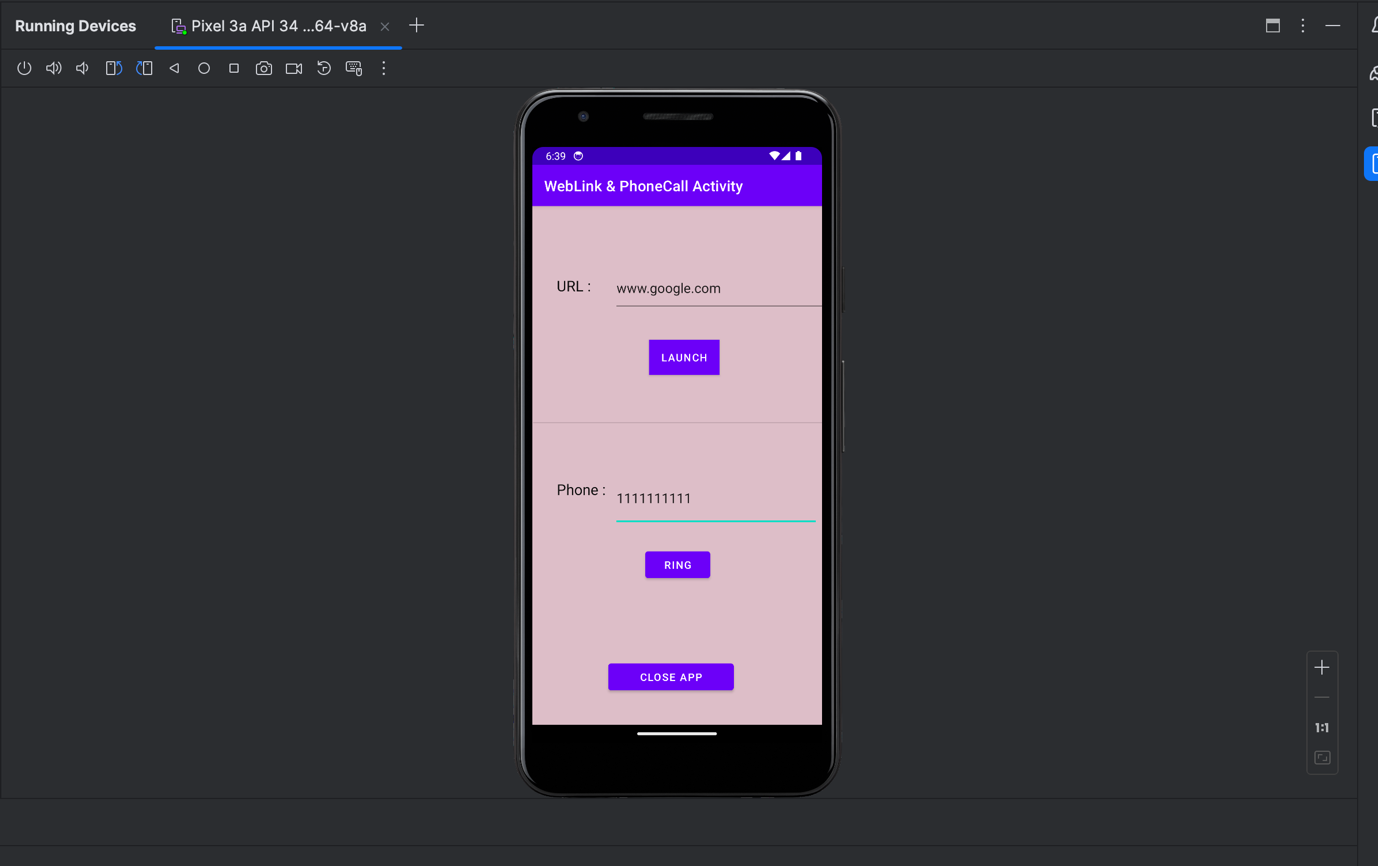 Running Devices
Pixel 3a API 34 ...64-v8a
6:39
WebLink & PhoneCall Activity
URL :
www.google.com
LAUNCH
Phone :
1111111111
RING
CLOSE APP
1:1